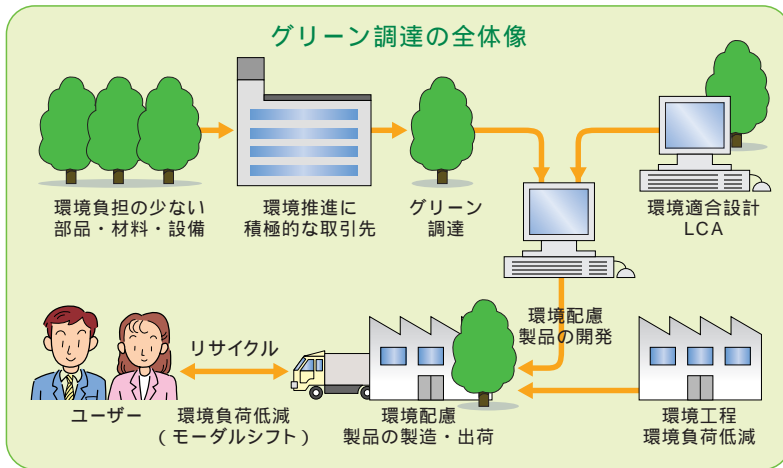 グリーン調達の全体像
環境負担の少ない
部品・材料・設備
環境推進に
積極的な取引先
グリーン
調達
環境適合設計
LCA
環境配慮
製品の開発
リサイクル
ユーザー
環境負荷低減
（モーダルシフト）
環境配慮
製品の製造・出荷
環境工程
環境負荷低減